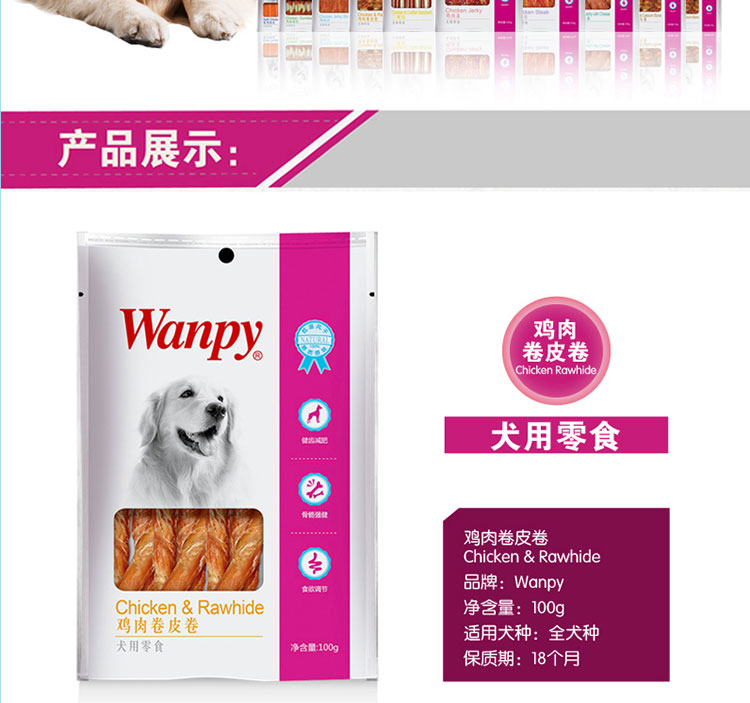 Chicken Jerky
产品展示：
Wanpy®
NATURAL
100%
健齿减肥
骨骼强健
食欲调节
Chicken & Rawhide
鸡肉卷皮卷
犬用零食
净含量:100g
鸡肉
卷皮卷
Chicken Rawhide
犬用零食
鸡肉卷皮卷
Chicken & Rawhide
品牌：Wanpy
净含量：100g
适用犬种：全犬种
保质期：18个月